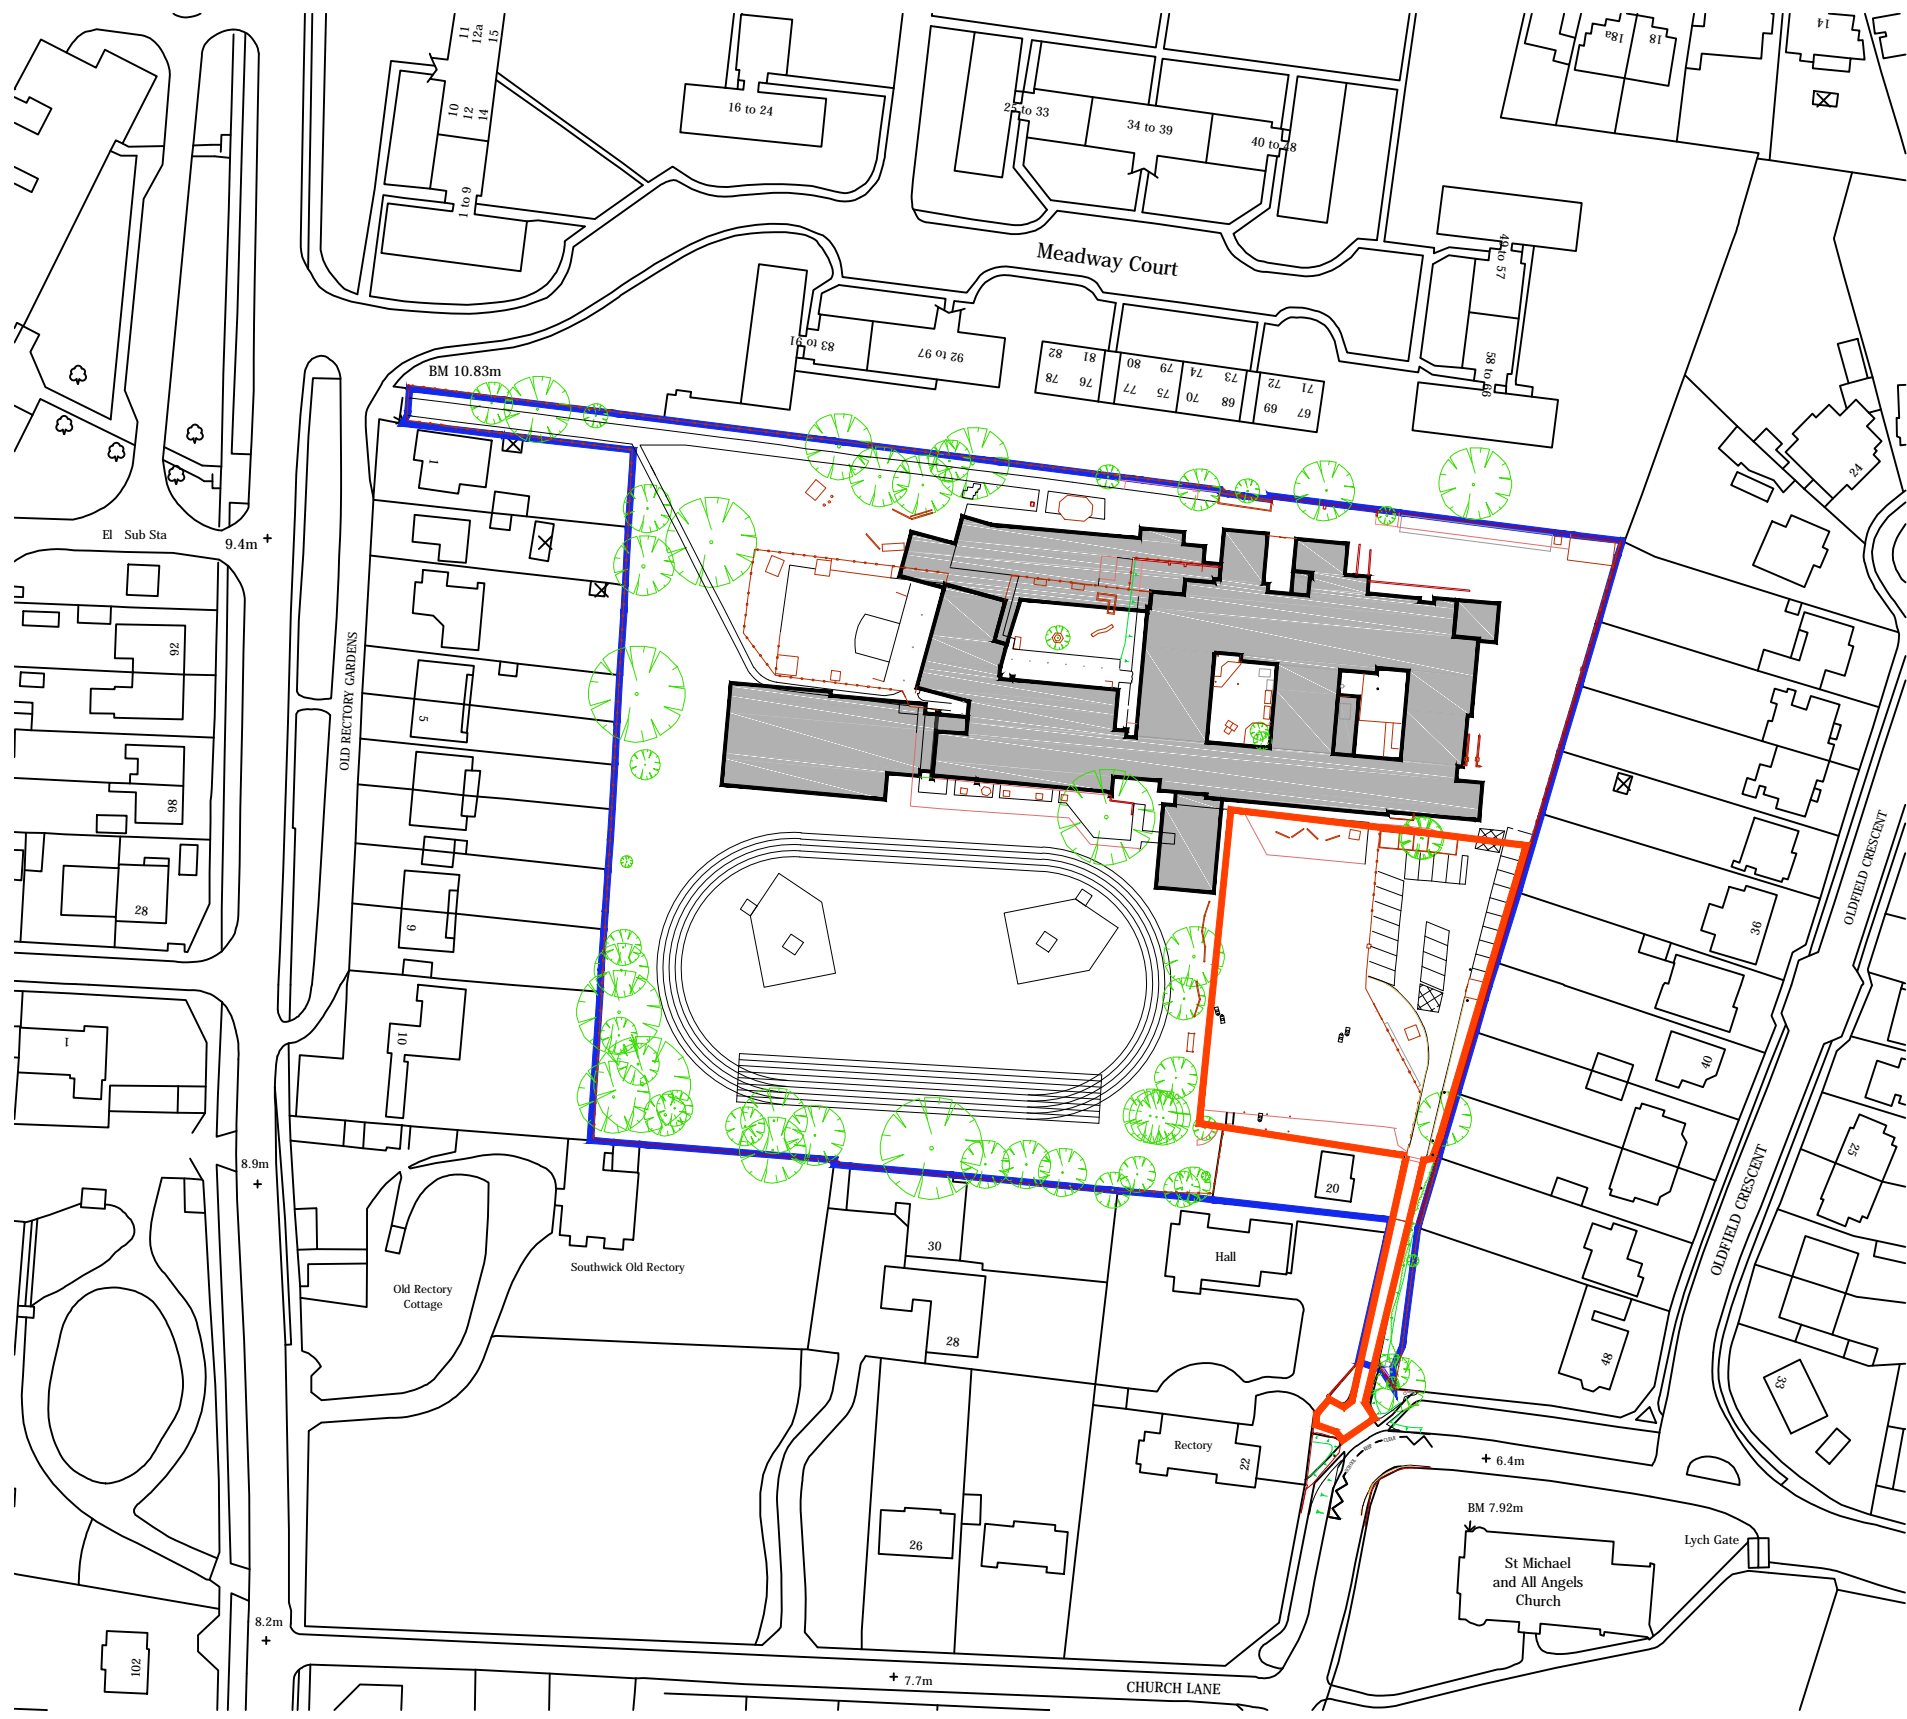 11
12a
15
10
12
14
1 to 9
16 to 24
25 to 33
34 to 39
40 to 48
18a
18
14
49 to 57
Meadway Court
58 to 66
83 to 91
92 to 97
82
81
78
76
80
79
77
75
74
73
70
68
72
71
69
67
BM 10.83m
24
El Sub Sta
9.4m
1
OLD RECTORY GARDENS
92
5
98
28
9
10
1
OLDFIELD CRESCENT
36
40
25
OLDFIELD CRESCENT
8.9m
20
30
Hall
Southwick Old Rectory
Old Rectory
Cottage
28
48
33
Rectory
22
KEEP
CLEAR
6.4m
BM 7.92m
26
Lych Gate
St Michael
and All Angels
Church
8.2m
102
7.7m
CHURCH LANE